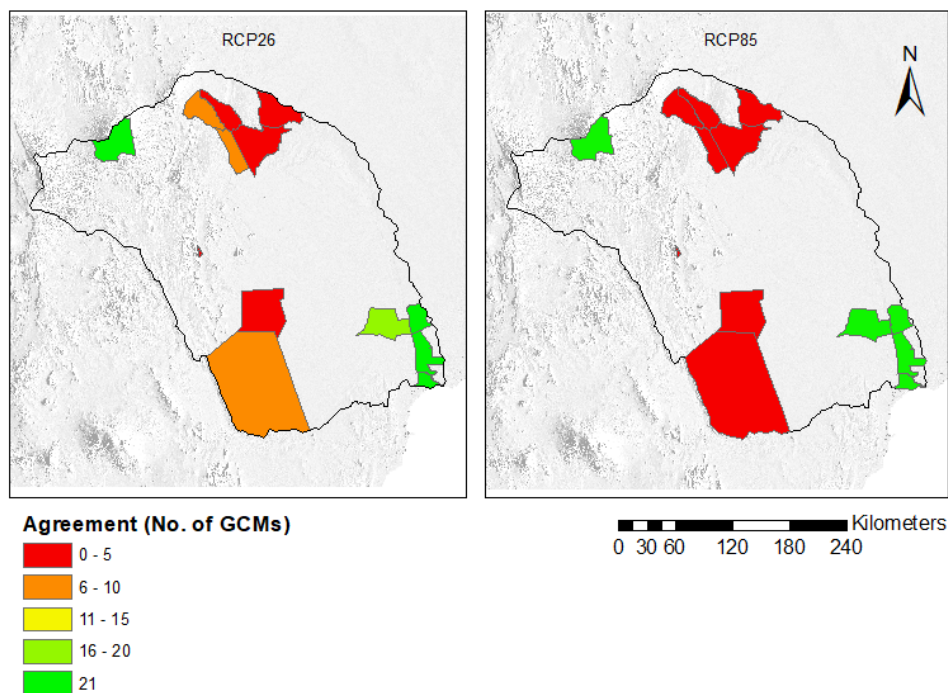 RCP26
RCP85
N
Agreement (No. of GCMs)
0 - 5
6 - 10
11 - 15
16 - 20
21
Kilometers
0 30 60 120 180 240